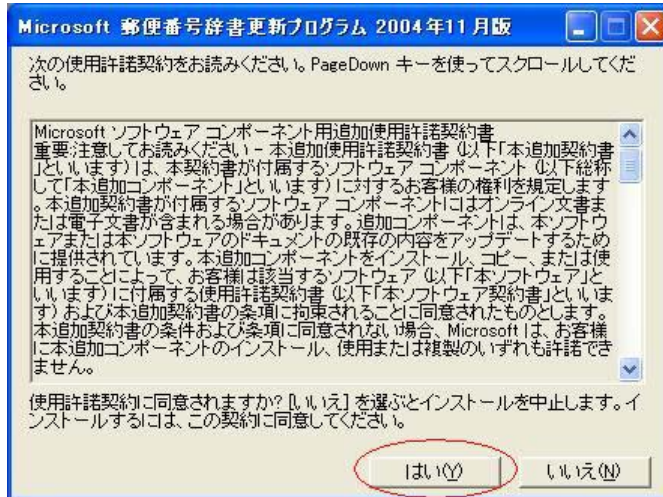 Microsoft 郵便番号辞書更新プログラム 2004年11月版
次の使用許諾契約をお読みください。PageDown キーを使ってスクロールしてくだ
さい。
Microsoft ソフトウェア コンポーネント用追加使用許諾契約書
重要:注意してお読みください - 本追加使用許諾契約書 (以下「本追加契約書
」といいます) は、本契約書が付属するソフトウェア コンポーネント (以下総称
して「本追加コンポーネント」といいます) に対するお客様の権利を規定します
。本追加契約書が付属するソフトウェア コンポーネントにはオンライン文書ま
たは電子文書が含まれる場合があります。追加コンポーネントは、本ソフトウ
ェアまたは本ソフトウェアのドキュメントの既存の内容をアップデートするため
に提供されています。本追加コンポーネントをインストール、コピー、または使
用することによって、お客様は該当するソフトウェア (以下「本ソフトウェア」と
いいます) に付属する使用許諾契約書 (以下「本ソフトウェア契約書」といいま
す) および本追加契約書の条項に拘束されることに同意されたものとします。
本追加契約書の条件および条項に同意されない場合、Microsoft は、お客様
に本追加コンポーネントのインストール、使用または複製のいずれも許諾でき
ません。
使用許諾契約に同意されますか? [いいえ] を選ぶとインストールを中止します。イ
ンストールするには、この契約に同意してください。
はい(Y)
いいえ(N)